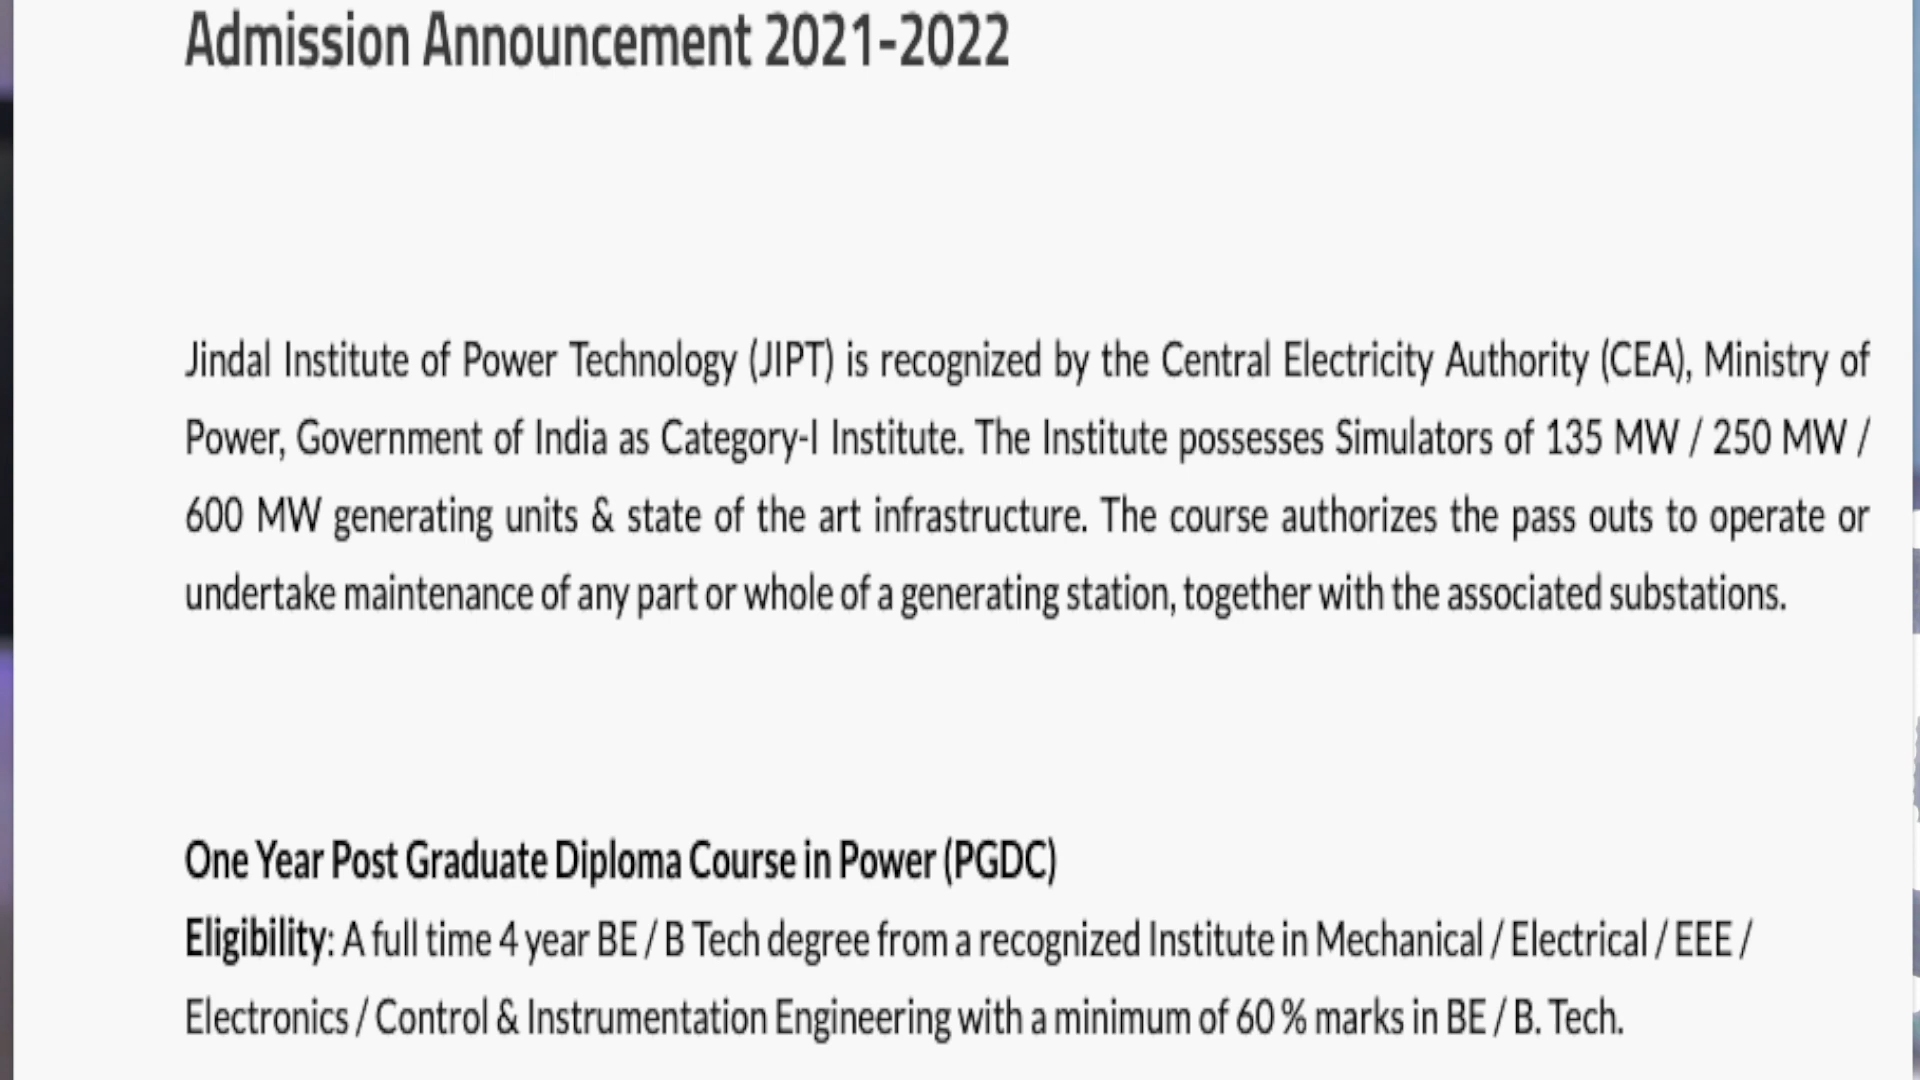 Admission Announcement 2021-2022
Jindal Institute of Power Technology (JIPT) is recognized by the Central Electricity Authority (CEA), Ministry of
Power, Government of India as Category-I Institute. The Institute possesses Simulators of 135 MW / 250 MW /
600 MW generating units & state of the art infrastructure. The course authorizes the pass outs to operate or
undertake maintenance of any part or whole of a generating station, together with the associated substations.
One Year Post Graduate Diploma Course in Power (PGDC)
Eligibility: A full time 4 year BE / B Tech degree from a recognized Institute in Mechanical / Electrical / EEE /
Electronics / Control & Instrumentation Engineering with a minimum of 60 % marks in BE / B. Tech.